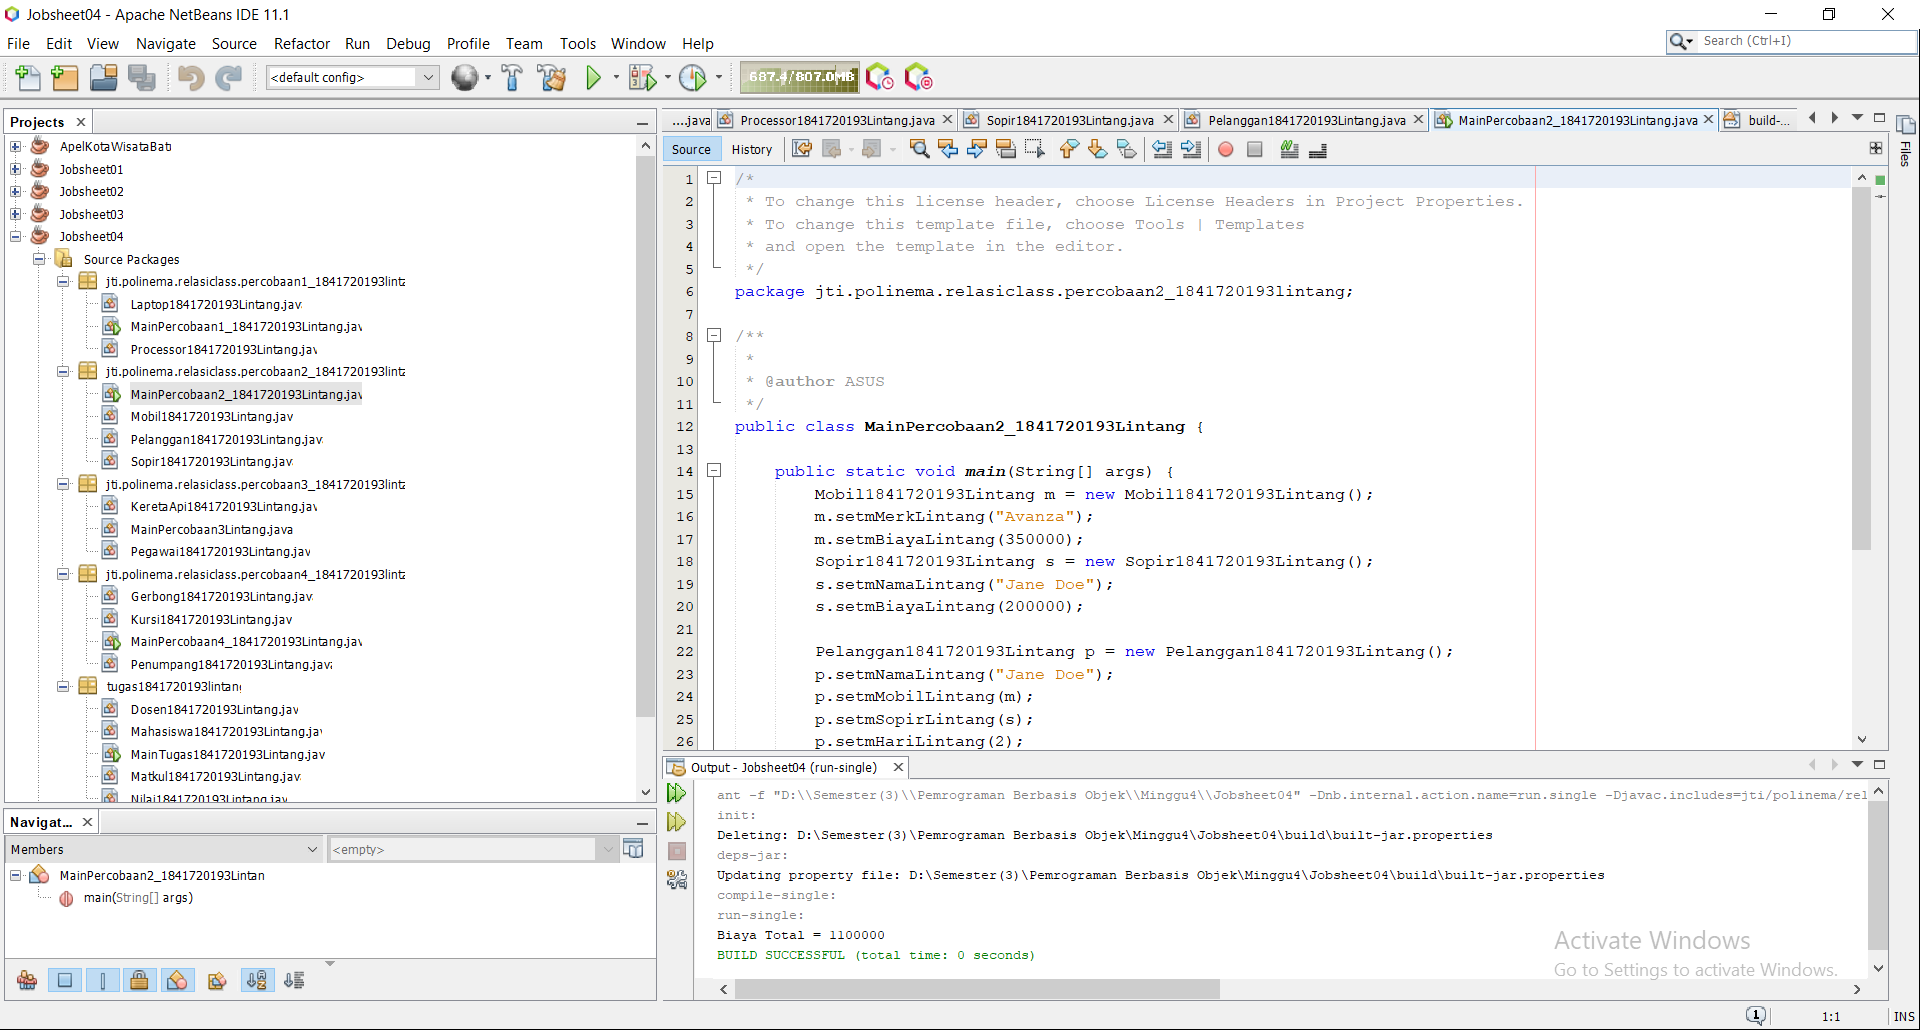 Jobsheet04 - Apache NetBeans IDE 11.1
File Edit View Navigate Source Refactor Run Debug Profile Team Tools Window Help
Search (Ctrl+I)
<default config>
687.4/807.0MB
Projects
ApelKotaWisataBatu
Jobsheet01
Jobsheet02
Jobsheet03
Jobsheet04
Source Packages
jti.polinema.relasiclass.percobaan1_1841720193lint
Laptop1841720193Lintang.jav
MainPercobaan1_1841720193Lintang.jav
Processor1841720193Lintang.jav
jti.polinema.relasiclass.percobaan2_1841720193lint
MainPercobaan2_1841720193Lintang.jav
Mobil1841720193Lintang.jav
Pelanggan1841720193Lintang.jav
Sopir1841720193Lintang.jav
jti.polinema.relasiclass.percobaan3_1841720193lint
KeretaApi1841720193Lintang.jav
MainPercobaan3Lintang.java
Pegawai1841720193Lintang.jav
jti.polinema.relasiclass.percobaan4_1841720193lint
Gerbong1841720193Lintang.jav
Kursi1841720193Lintang.jav
MainPercobaan4_1841720193Lintang.jav
Penumpang1841720193Lintang.java
tugas1841720193lintang
Dosen1841720193Lintang.jav
Mahasiswa1841720193Lintang.jav
MainTugas1841720193Lintang.jav
Matkul1841720193Lintang.jav
Nilai1841720193Lintang.jav
Navigat...
Members
<empty>
MainPercobaan2_1841720193Lintan
main(String[] args)
....java
Processor1841720193Lintang.java
Sopir1841720193Lintang.java
Pelanggan1841720193Lintang.java
MainPercobaan2_1841720193Lintang.java
build-...
Files
Source History
1 /*
2 * To change this license header, choose License Headers in Project Properties.
3 * To change this template file, choose Tools | Templates
4 * and open the template in the editor.
5 */
6 package jti.polinema.relasiclass.percobaan2_1841720193lintang;
7
8 /**
9 *
10 * @author ASUS
11 */
12 public class MainPercobaan2_1841720193Lintang {
13
14 public static void main(String[] args) {
15 Mobil1841720193Lintang m = new Mobil1841720193Lintang();
16 m.setmMerkLintang("Avanza");
17 m.setmBiayaLintang(350000);
18 Sopir1841720193Lintang s = new Sopir1841720193Lintang();
19 s.setmNamaLintang("Jane Doe");
20 s.setmBiayaLintang(200000);
21
22 Pelanggan1841720193Lintang p = new Pelanggan1841720193Lintang();
23 p.setmNamaLintang("Jane Doe");
24 p.setmMobilLintang(m);
25 p.setmSopirLintang(s);
26 p.setmHariLintang(2);
Output - Jobsheet04 (run-single)
ant -f "D:\\Semester(3)\\Pemrograman Berbasis Objek\\Minggu4\\Jobsheet04" -Dnb.internal.action.name=run.single -Djavac.includes=jti/polinema/rel
init:
Deleting: D:\Semester(3)\Pemrograman Berbasis Objek\Minggu4\Jobsheet04\build\built-jar.properties
deps-jar:
Updating property file: D:\Semester(3)\Pemrograman Berbasis Objek\Minggu4\Jobsheet04\build\built-jar.properties
compile-single:
run-single:
Biaya Total = 1100000
BUILD SUCCESSFUL (total time: 0 seconds)
Activate Windows
Go to Settings to activate Windows.
1
1:1
INS